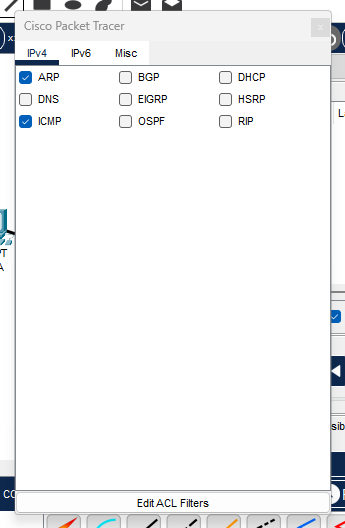 Cisco Packet Tracer
IPv4 IPv6 Misc
ARP BGP DHCP
DNS EIGRP HSRP
ICMP OSPF RIP
Edit ACL Filters